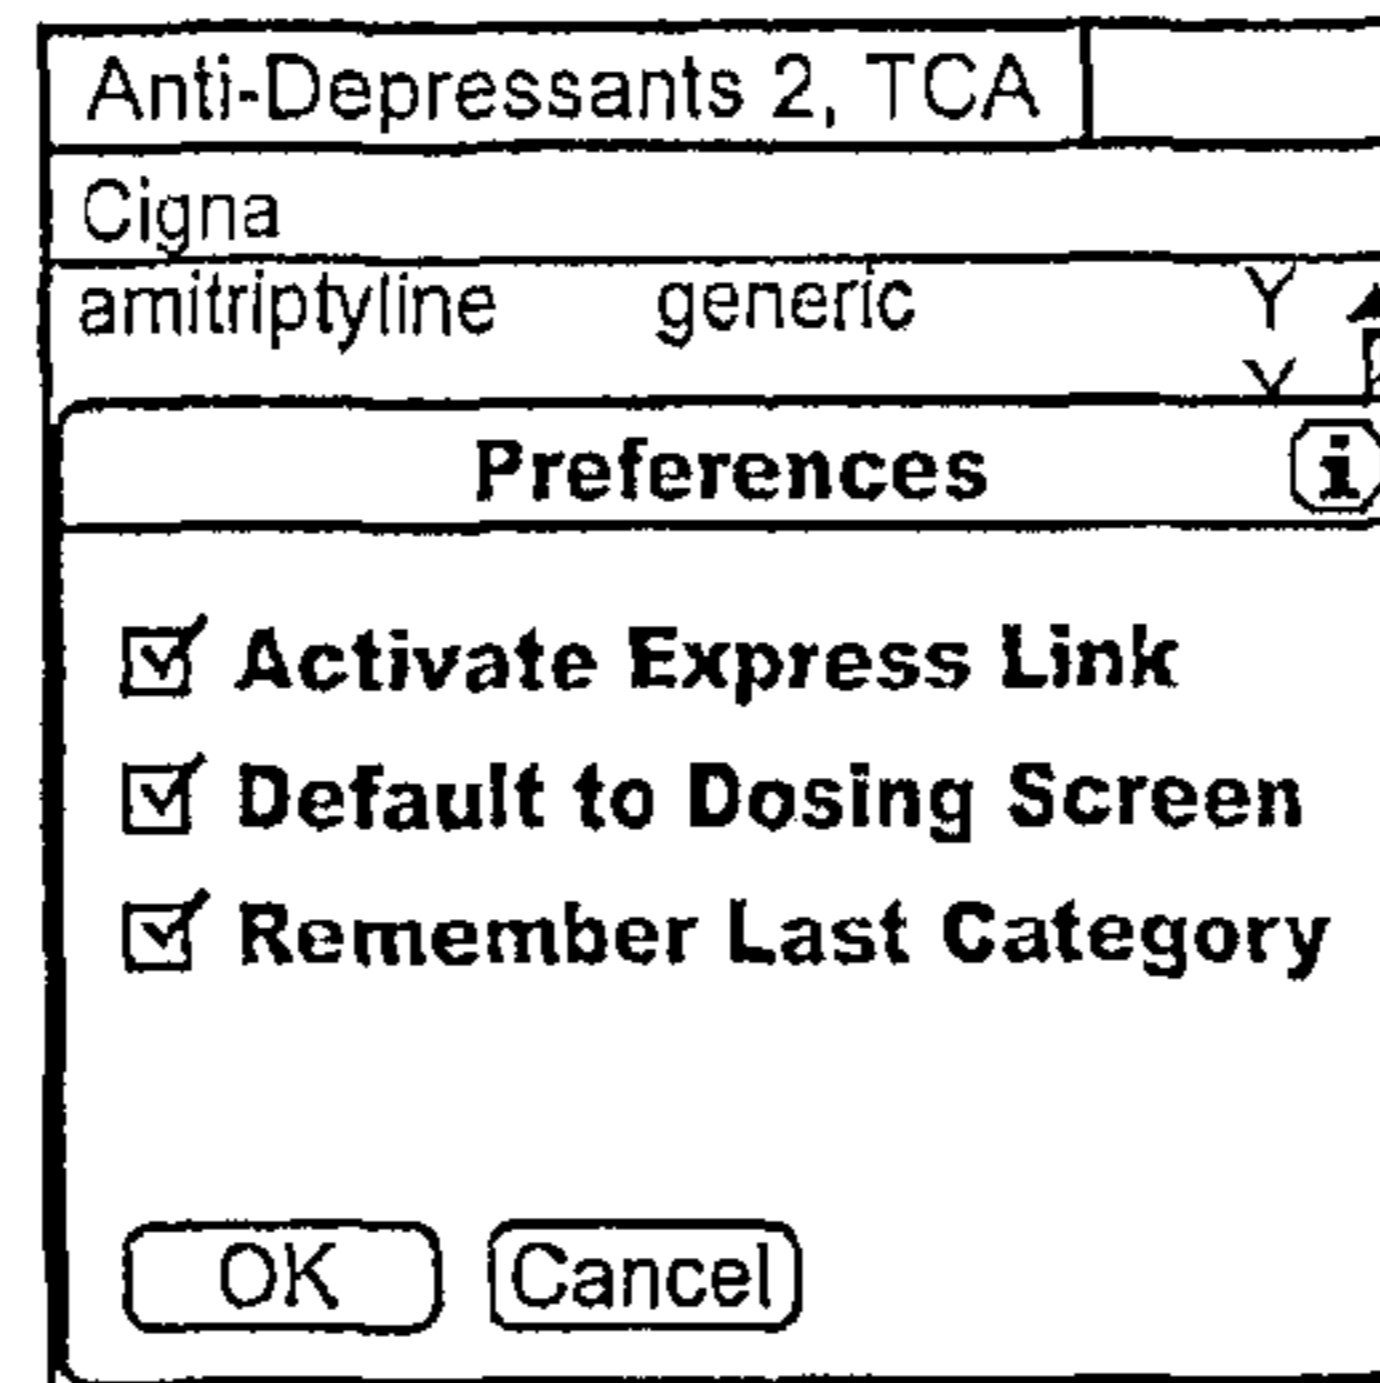 Anti-Depressants 2, TCA
Cigna
amitriptyline generic Y
Y
Preferences i
Activate Express Link
Default to Dosing Screen
Remember Last Category
OK Cancel